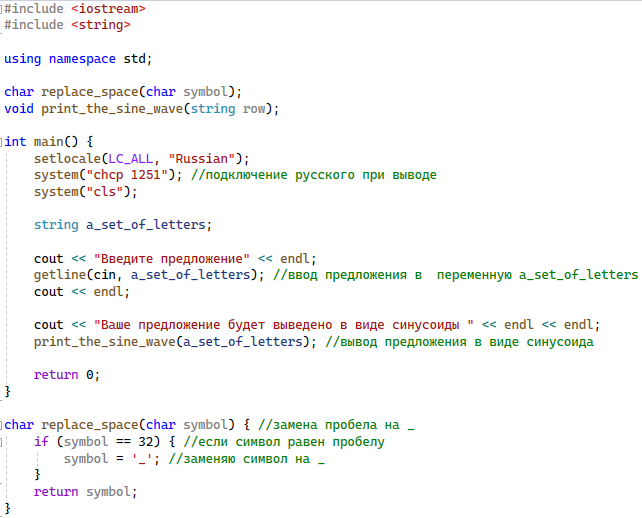 #include <iostream>
#include <string>
using namespace std;
char replace_space(char symbol);
void print_the_sine_wave(string row);
int main() {
setlocale(LC_ALL, "Russian");
system("chcp 1251"); //подключение русского при выводе
system("cls");
string a_set_of_letters;
cout << "Введите предложение" << endl;
getline(cin, a_set_of_letters); //ввод предложения в  переменную a_set_of_letters
cout << endl;
cout << "Ваше предложение будет выведено в виде синусоиды " << endl << endl;
print_the_sine_wave(a_set_of_letters); //вывод предложения в виде синусоида
return 0;
}
char replace_space(char symbol) { //замена пробела на _
if (symbol == 32) { //если символ равен пробелу
symbol = '_'; //заменяю символ на _
}
return symbol;
}